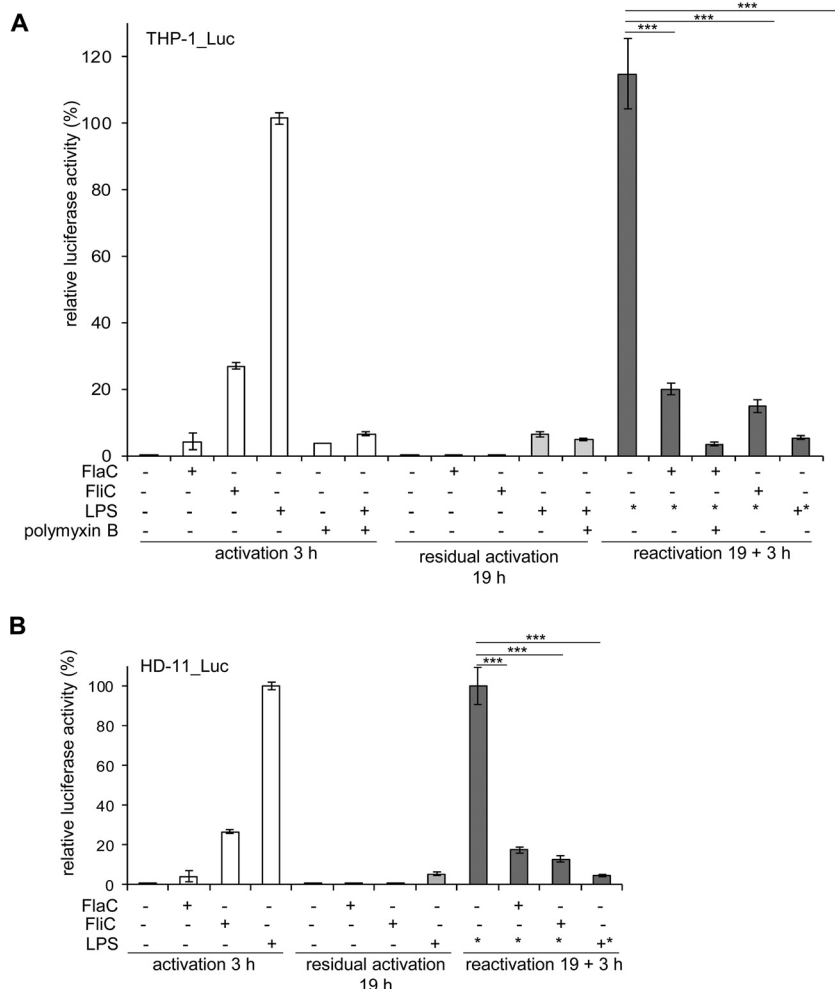 A
THP-1_Luc
*** 
***
***
relative luciferase activity (%)
120
100
80
60
40
20
0
FlaC - + - - - - - + - - - - + + - -
FliC - - + - - - - - + - - - - - + -
LPS - - - + - + - - - + + * * * * +*
polymyxin B - - - - + + - - - - + - - + - -
activation 3 h
residual activation
19 h
reactivation 19 + 3 h
B
HD-11_Luc
***
***
***
relative luciferase activity (%)
100
80
60
40
20
0
FlaC - + - - - + - - - + - -
FliC - - + - - - + - - - + -
LPS - - - + - - - + * * * +*
activation 3 h
residual activation
19 h
reactivation 19 + 3 h